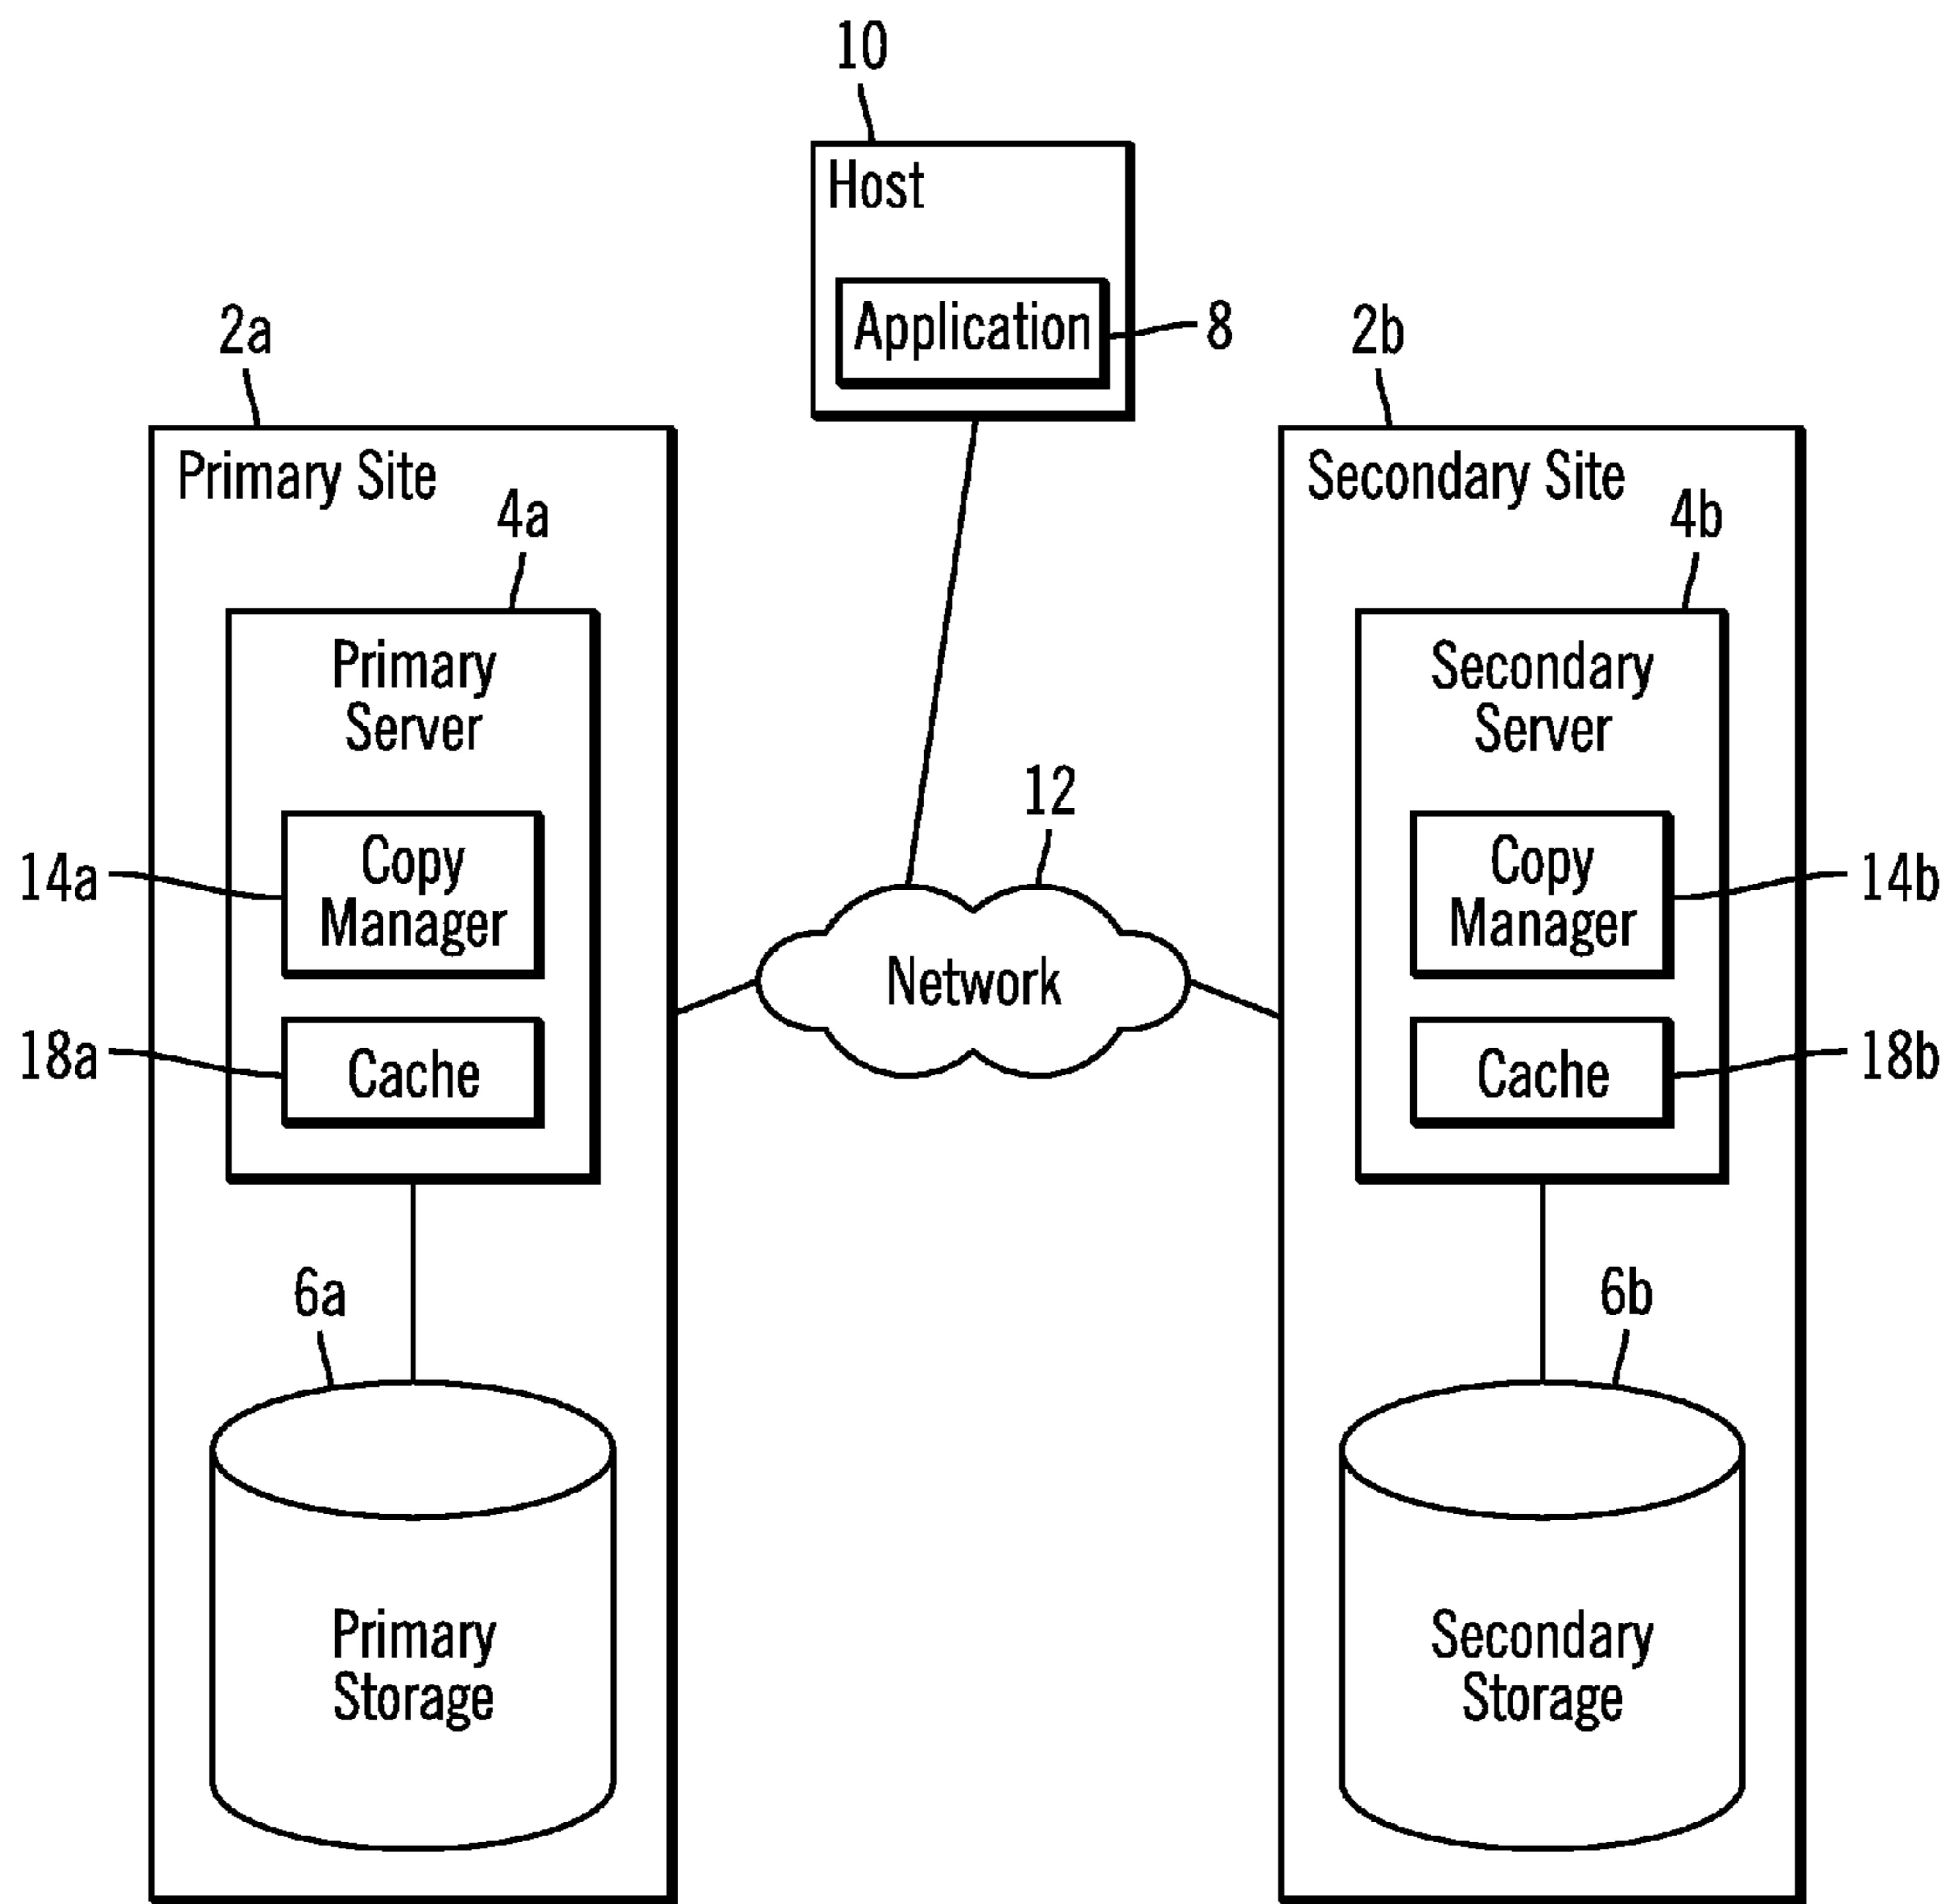 10
Host
Application
8
2a
2b
Primary Site
Secondary Site
4a
4b
Primary
Server
Secondary
Server
12
Copy
Manager
14a
Network
Copy
Manager
14b
Cache
18a
Cache
18b
6a
6b
Primary
Storage
Secondary
Storage